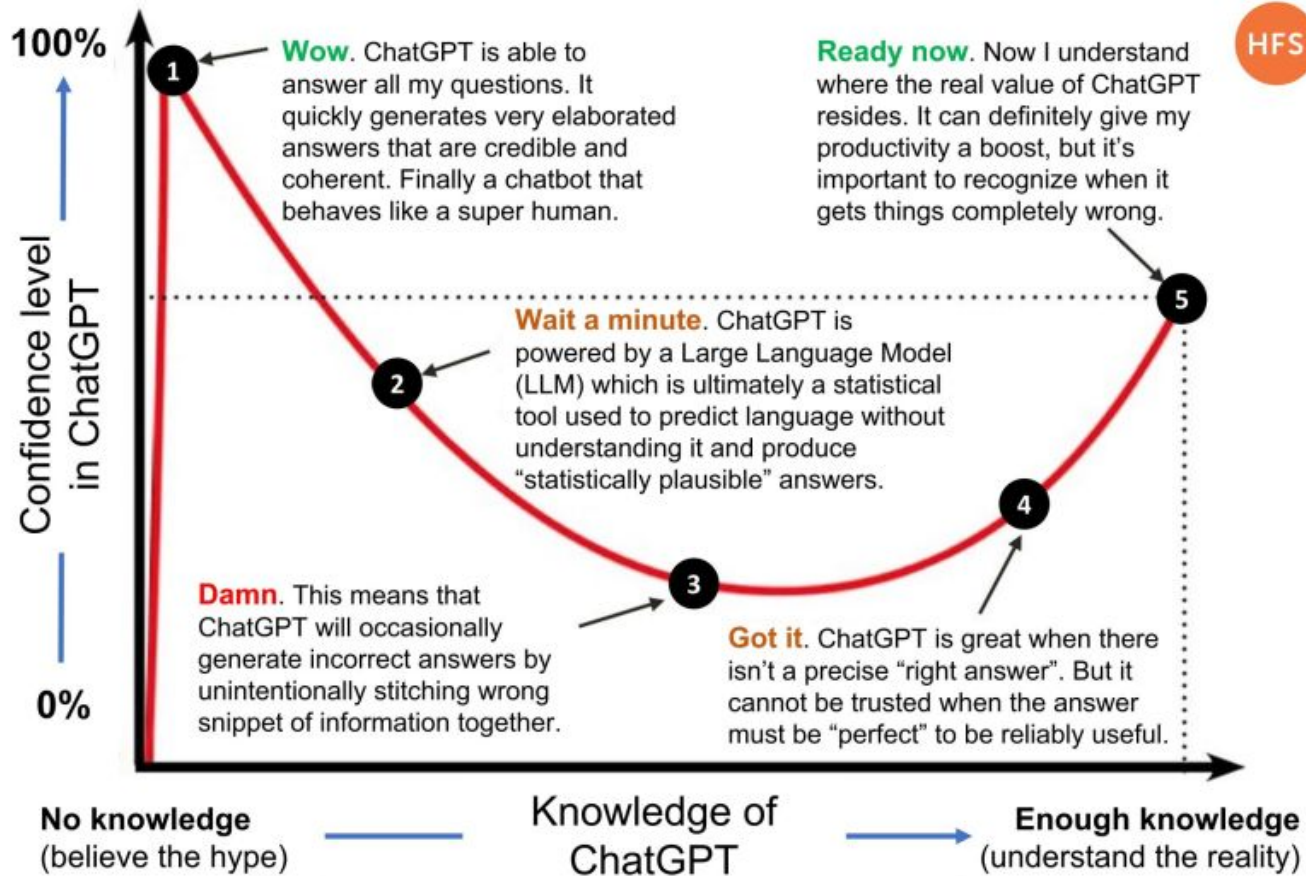 100%
Confidence level
in ChatGPT
0%
1
Wow. ChatGPT is able to
answer all my questions. It
quickly generates very elaborated
answers that are credible and
coherent. Finally a chatbot that
behaves like a super human.
Ready now. Now I understand
where the real value of ChatGPT
resides. It can definitely give my
productivity a boost, but it's
important to recognize when it
gets things completely wrong.
HFS
5
2
Wait a minute. ChatGPT is
powered by a Large Language Model
(LLM) which is ultimately a statistical
tool used to predict language without
understanding it and produce
“statistically plausible” answers.
4
3
Damn. This means that
ChatGPT will occasionally
generate incorrect answers by
unintentionally stitching wrong
snippet of information together.
Got it. ChatGPT is great when there
isn't a precise “right answer”. But it
cannot be trusted when the answer
must be “perfect” to be reliably useful.
No knowledge
(believe the hype)
Knowledge of
ChatGPT
Enough knowledge
(understand the reality)